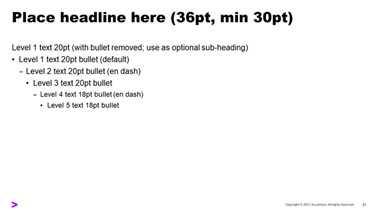 Place headline here (36pt, min 30pt)
Level 1 text 20pt (with bullet removed; use as optional sub-heading)
• Level 1 text 20pt bullet (default)
– Level 2 text 20pt bullet (en dash)
• Level 3 text 20pt bullet
– Level 4 text 18pt bullet (en dash)
• Level 5 text 18pt bullet
Copyright © 2021 Accenture. All rights reserved.